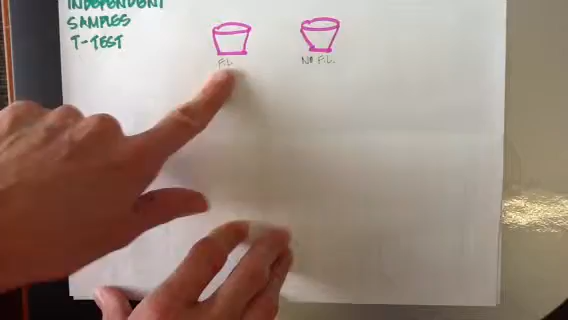 INDEPENDENT
SAMPLES
T-TEST
F.L.
NO F.L.